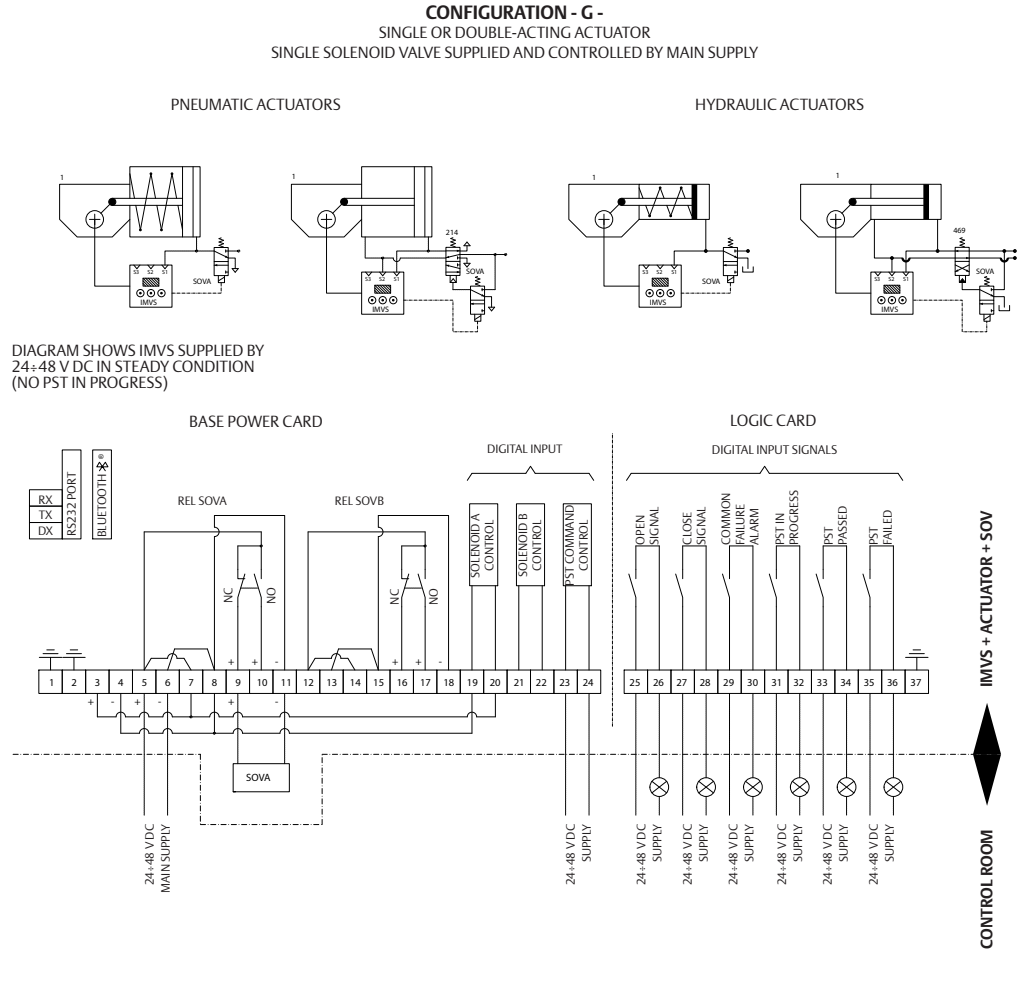 CONFIGURATION - G -
SINGLE OR DOUBLE-ACTING ACTUATOR
SINGLE SOLENOID VALVE SUPPLIED AND CONTROLLED BY MAIN SUPPLY
PNEUMATIC ACTUATORS
HYDRAULIC ACTUATORS
1
S3 S2 S1
IMVS
SOVA
1
214
S3 S2 S1
IMVS
SOVA
1
S3 S2 S1
IMVS
SOVA
1
469
S3 S2 S1
IMVS
SOVA
DIAGRAM SHOWS IMVS SUPPLIED BY
24÷48 V DC IN STEADY CONDITION
(NO PST IN PROGRESS)
BASE POWER CARD
LOGIC CARD
DIGITAL INPUT
DIGITAL INPUT SIGNALS
RX
TX
DX
RS232 PORT
BLUETOOTH ®
REL SOVA
REL SOVB
NC
NO
NC
NO
SOLENOID A
CONTROL
SOLENOID B
CONTROL
PST COMMAND
CONTROL
OPEN
SIGNAL
CLOSE
SIGNAL
COMMON
FAILURE
ALARM
PST IN
PROGRESS
PST
PASSED
PST
FAILED
+ + -
+ + -
1 2 3 4 5 6 7 8 9 10 11 12 13 14 15 16 17 18 19 20 21 22 23 24
25 26 27 28 29 30 31 32 33 34 35 36 37
+ - + - + -
SOVA
24÷48 V DC
MAIN SUPPLY
24÷48 V DC
SUPPLY
24÷48 V DC
SUPPLY
24÷48 V DC
SUPPLY
24÷48 V DC
SUPPLY
24÷48 V DC
SUPPLY
24÷48 V DC
SUPPLY
24÷48 V DC
SUPPLY
IMVS + ACTUATOR + SOV
CONTROL ROOM